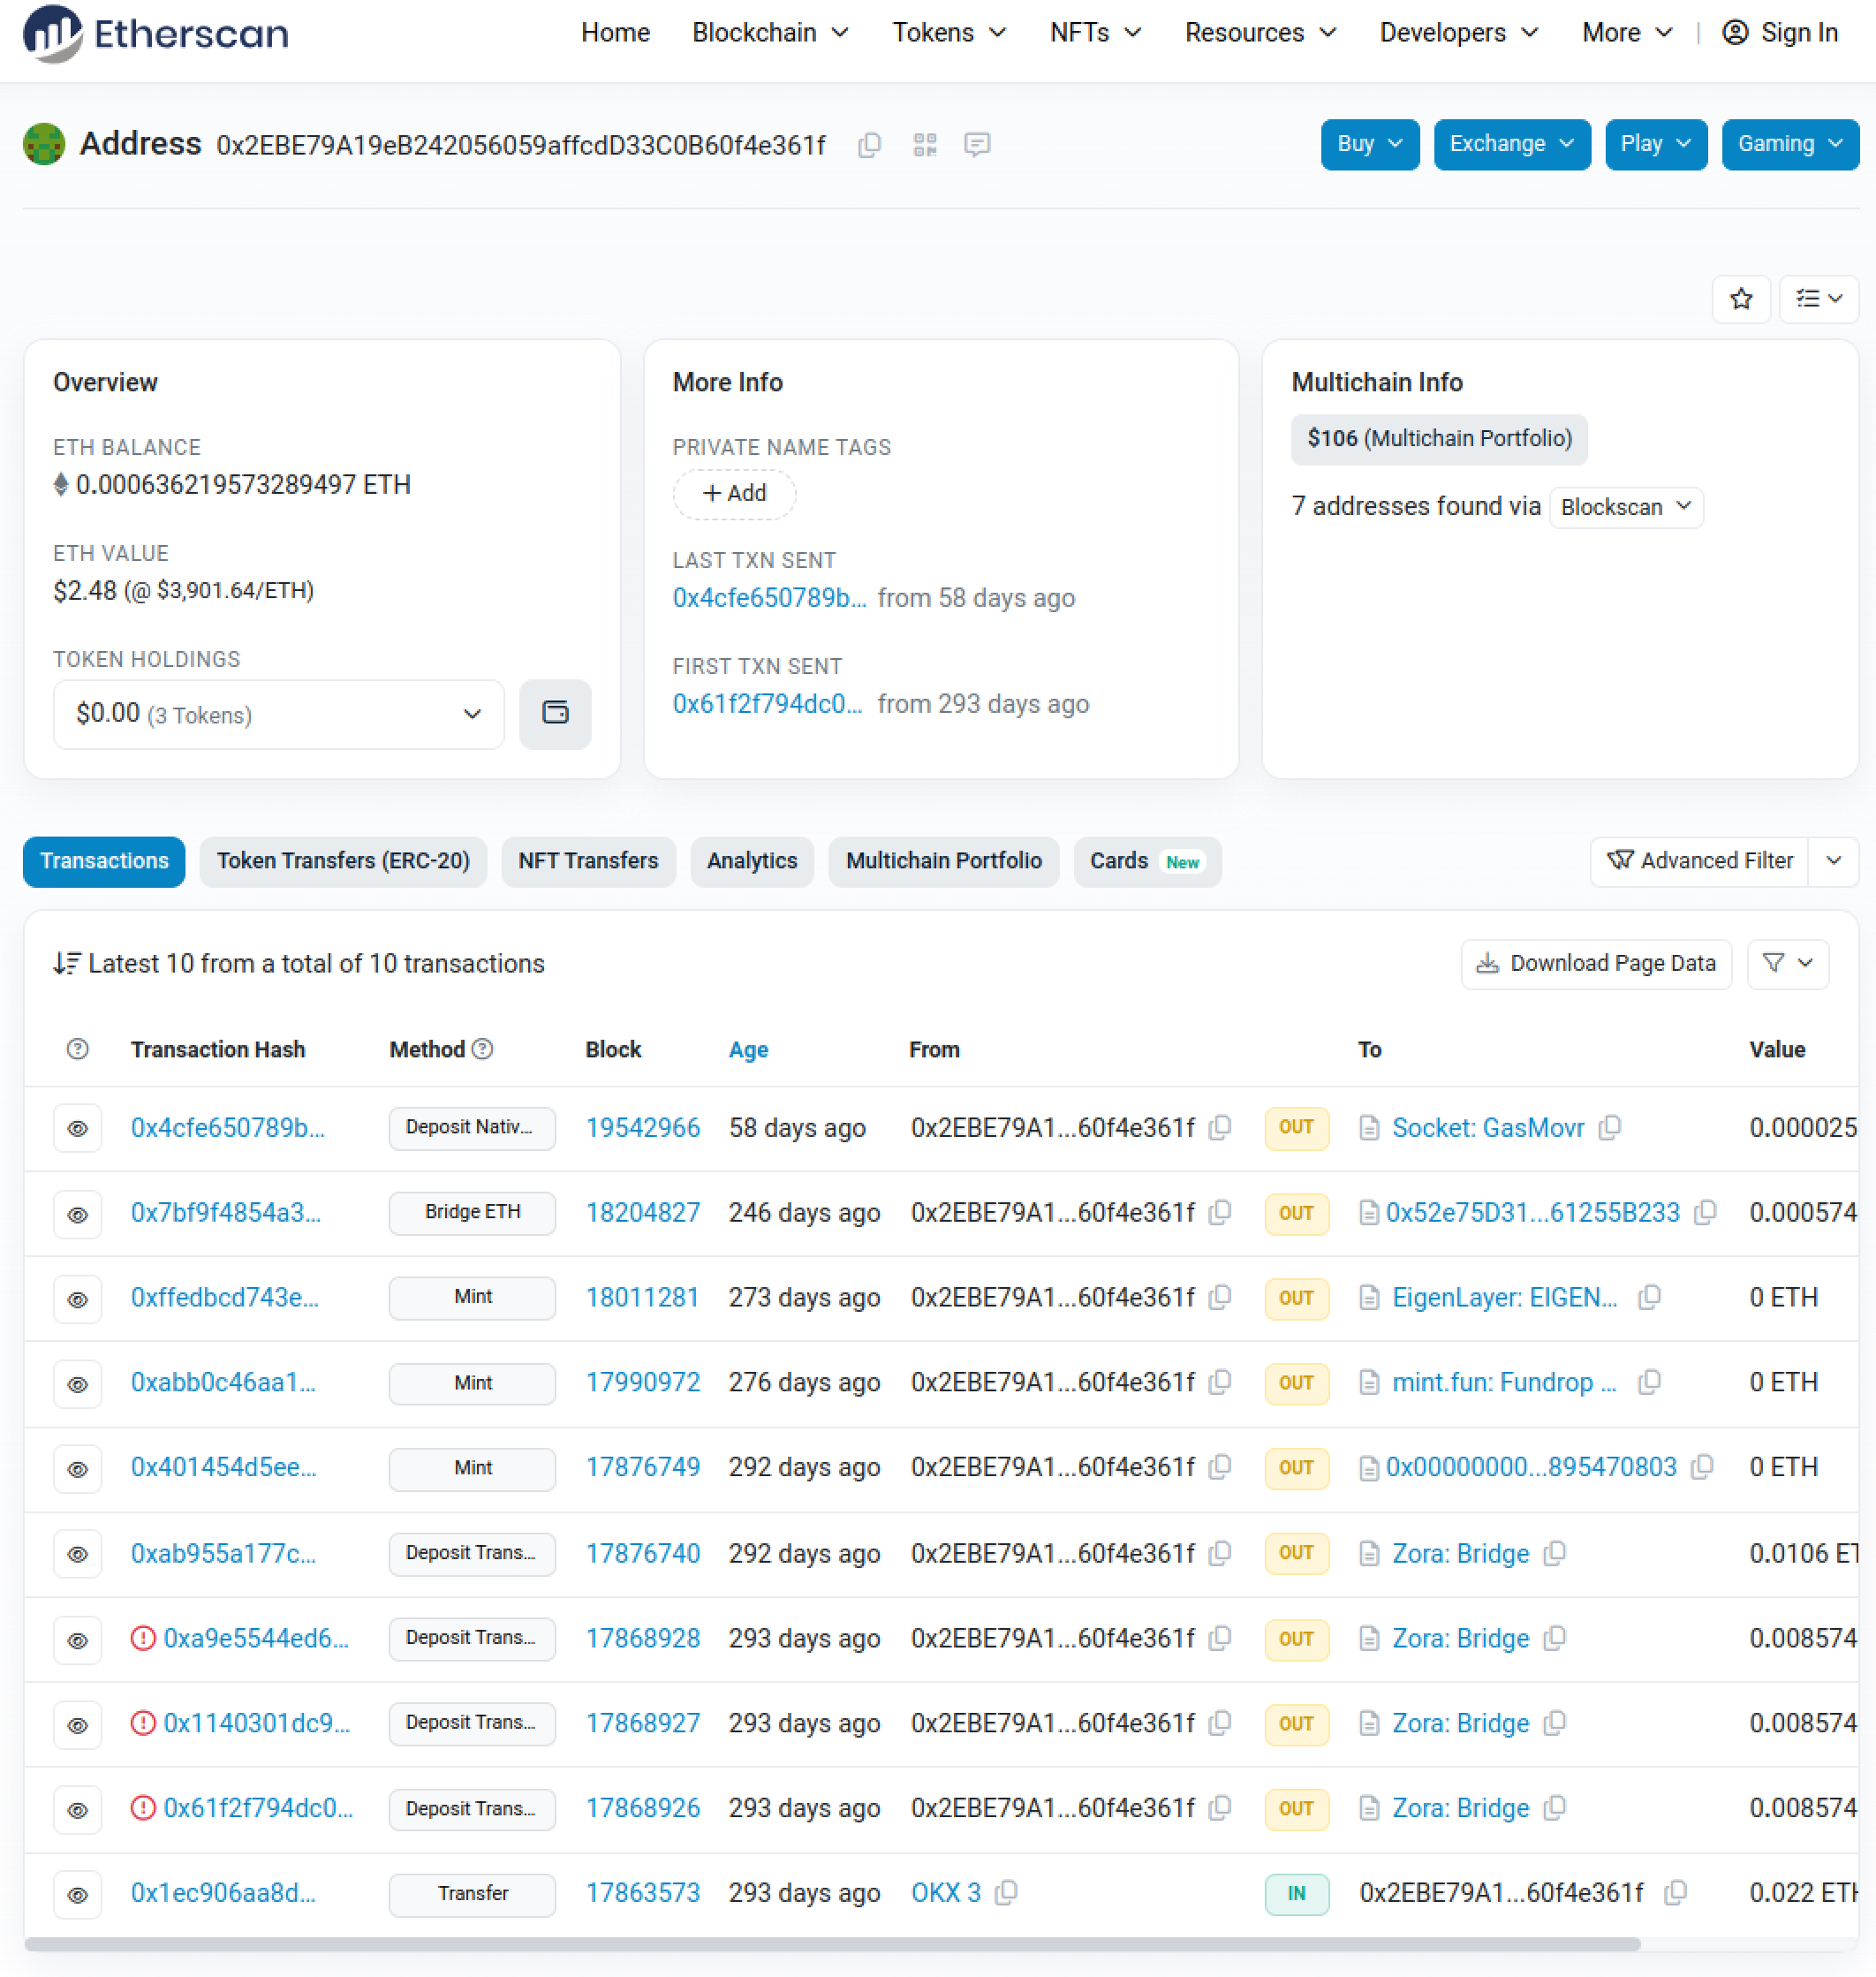 Etherscan
Home Blockchain Tokens NFTs Resources Developers More | Sign In
Address 0x2EBE79A19eB242056059affcdD33C0B60f4e361f
Buy Exchange Play Gaming
Overview
ETH BALANCE
0.000636219573289497 ETH
ETH VALUE
$2.48 (@ $3,901.64/ETH)
TOKEN HOLDINGS
$0.00 (3 Tokens)
More Info
PRIVATE NAME TAGS
+ Add
LAST TXN SENT
0x4cfe650789b... from 58 days ago
FIRST TXN SENT
0x61f2f794dc0... from 293 days ago
Multichain Info
$106 (Multichain Portfolio)
7 addresses found via Blockscan
Transactions Token Transfers (ERC-20) NFT Transfers Analytics Multichain Portfolio Cards New Advanced Filter
Latest 10 from a total of 10 transactions Download Page Data
Transaction Hash Method Block Age From To Value
0x4cfe650789b... Deposit Nativ... 19542966 58 days ago 0x2EBE79A1...60f4e361f OUT Socket: GasMovr 0.000025
0x7bf9f4854a3... Bridge ETH 18204827 246 days ago 0x2EBE79A1...60f4e361f OUT 0x52e75D31...61255B233 0.000574
0xffedbcd743e... Mint 18011281 273 days ago 0x2EBE79A1...60f4e361f OUT EigenLayer: EIGEN... 0 ETH
0xabb0c46aa1... Mint 17990972 276 days ago 0x2EBE79A1...60f4e361f OUT mint.fun: Fundrop ... 0 ETH
0x401454d5ee... Mint 17876749 292 days ago 0x2EBE79A1...60f4e361f OUT 0x00000000...895470803 0 ETH
0xab955a177c... Deposit Trans... 17876740 292 days ago 0x2EBE79A1...60f4e361f OUT Zora: Bridge 0.0106 ET
0xa9e5544ed6... Deposit Trans... 17868928 293 days ago 0x2EBE79A1...60f4e361f OUT Zora: Bridge 0.008574
0x1140301dc9... Deposit Trans... 17868927 293 days ago 0x2EBE79A1...60f4e361f OUT Zora: Bridge 0.008574
0x61f2f794dc0... Deposit Trans... 17868926 293 days ago 0x2EBE79A1...60f4e361f OUT Zora: Bridge 0.008574
0x1ec906aa8d... Transfer 17863573 293 days ago OKX 3 IN 0x2EBE79A1...60f4e361f 0.022 ETH